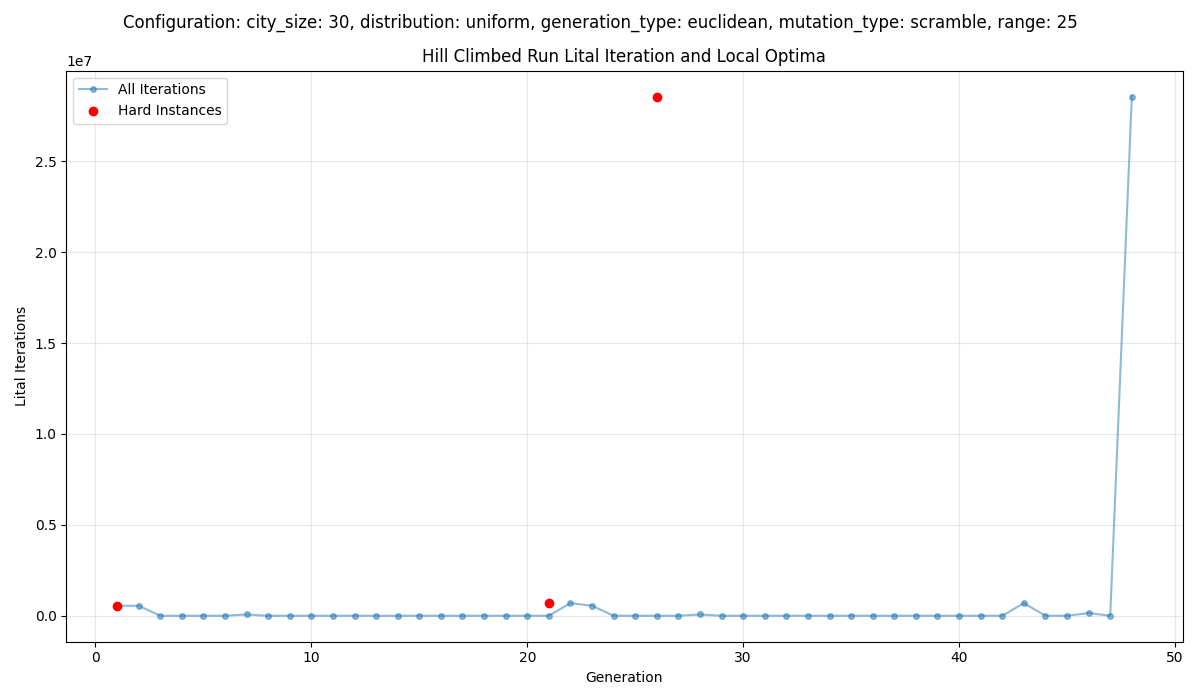 Configuration: city_size: 30, distribution: uniform, generation_type: euclidean, mutation_type: scramble, range: 25
Hill Climbed Run Lital Iteration and Local Optima
1e7
All Iterations
Hard Instances
2.5
2.0
1.5
1.0
0.5
0.0
Lital Iterations
0 10 20 30 40 50
Generation